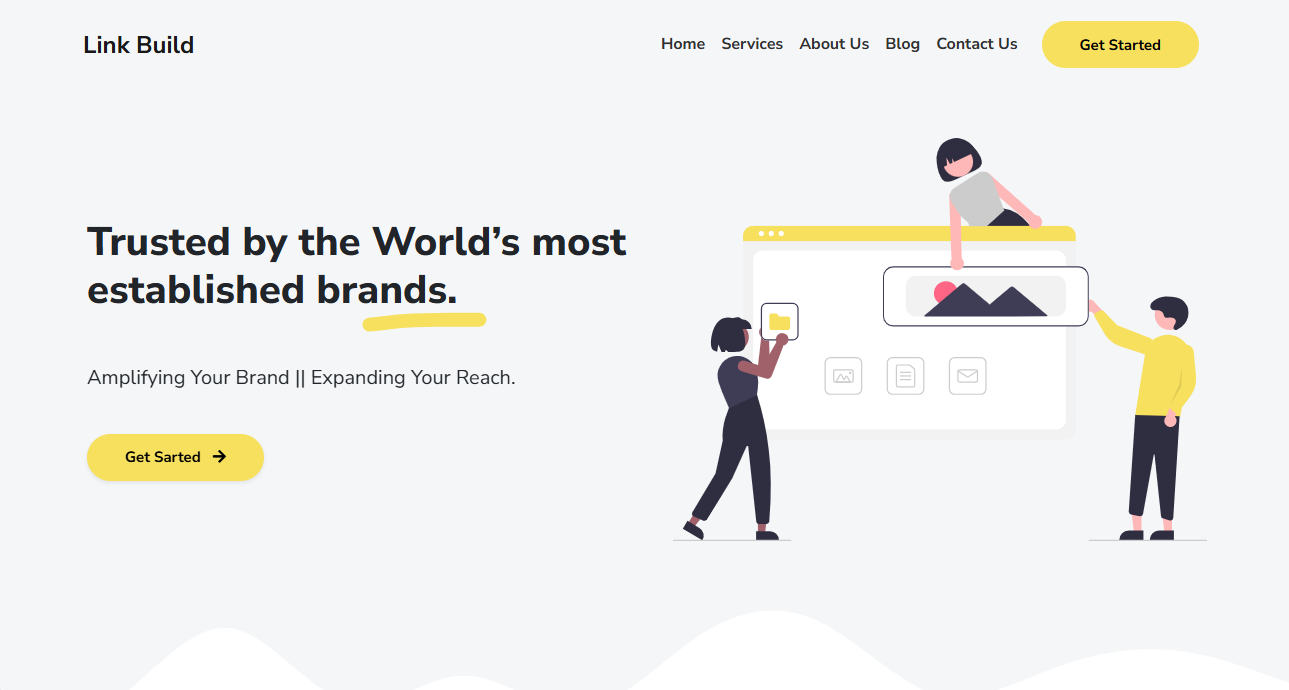 Link Build
Home Services About Us Blog Contact Us Get Started
Trusted by the World’s most
established brands.
Amplifying Your Brand || Expanding Your Reach.
Get Sarted